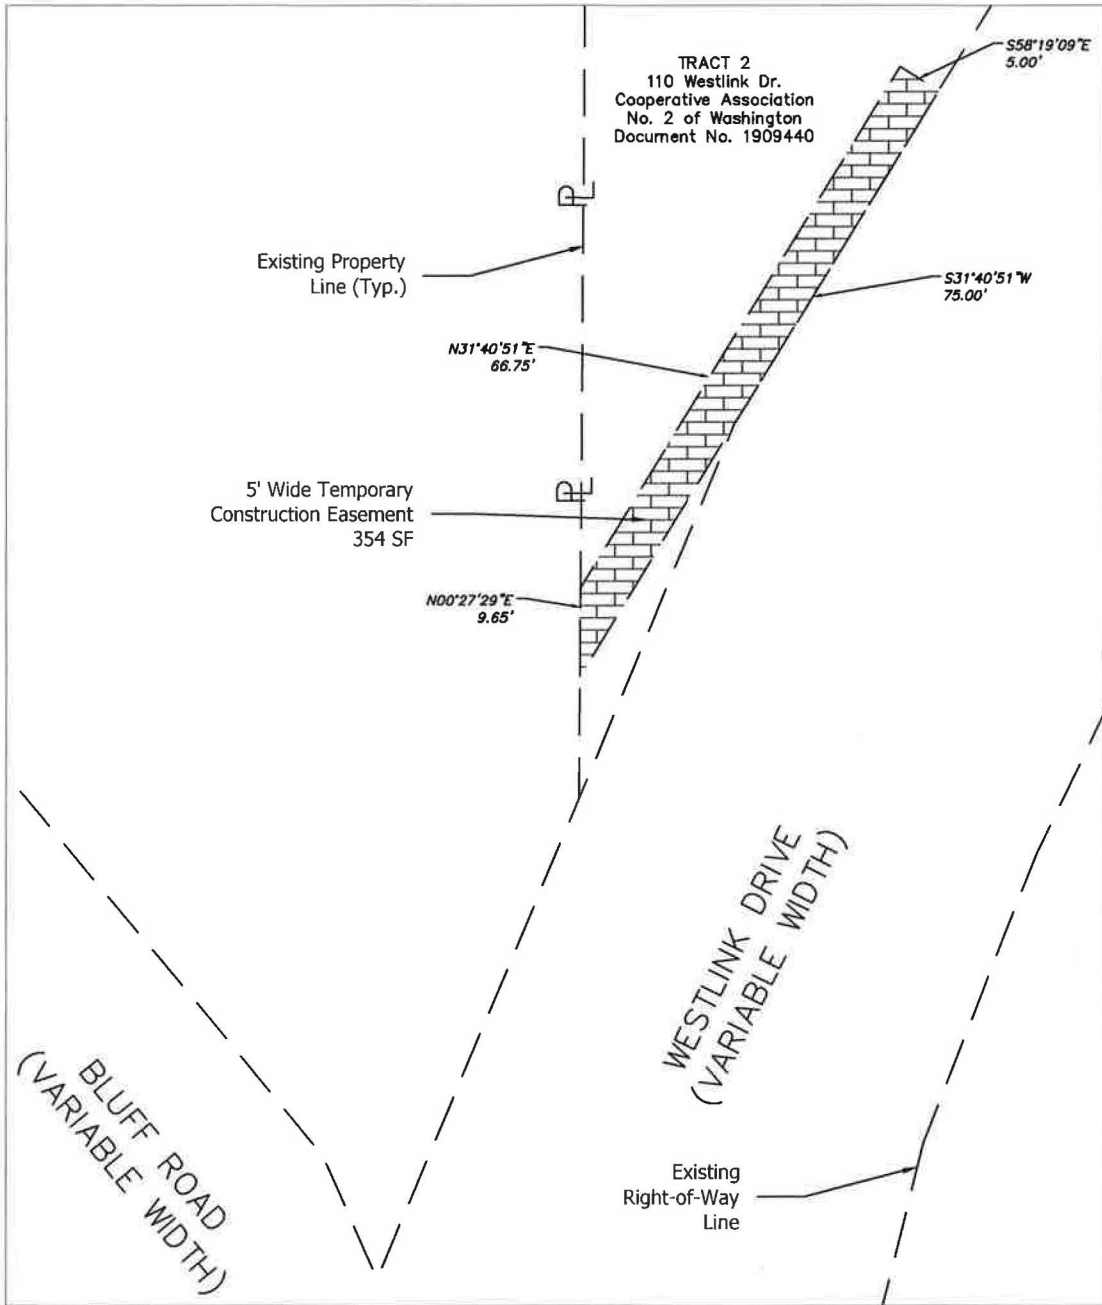 TRACT 2
110 Westlink Dr.
Cooperative Association
No. 2 of Washington
Document No. 1909440
S58°19'09"E
5.00'
PL
Existing Property
Line (Typ.)
S31°40'51"W
75.00'
N31°40'51"E
66.75'
PL
5' Wide Temporary
Construction Easement
354 SF
N00°27'29"E
9.65'
WESTLINK DRIVE
(VARIABLE WIDTH)
BLUFF ROAD
(VARIABLE WIDTH)
Existing
Right-of-Way
Line